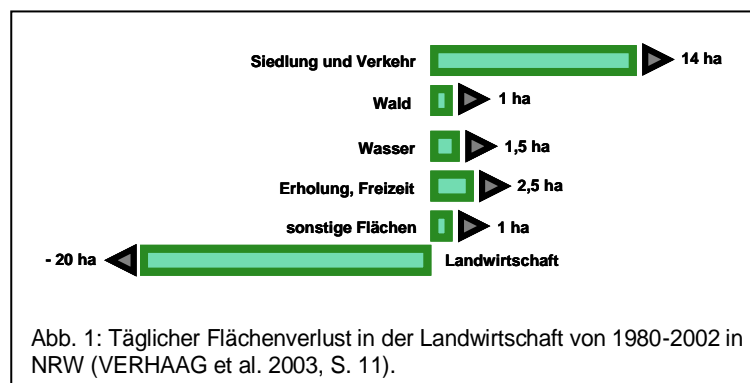 Siedlung und Verkehr 14 ha
Wald 1 ha
Wasser 1,5 ha
Erholung, Freizeit 2,5 ha
sonstige Flächen 1 ha
- 20 ha Landwirtschaft
Abb. 1: Täglicher Flächenverlust in der Landwirtschaft von 1980-2002 in
NRW (VERHAAG et al. 2003, S. 11).